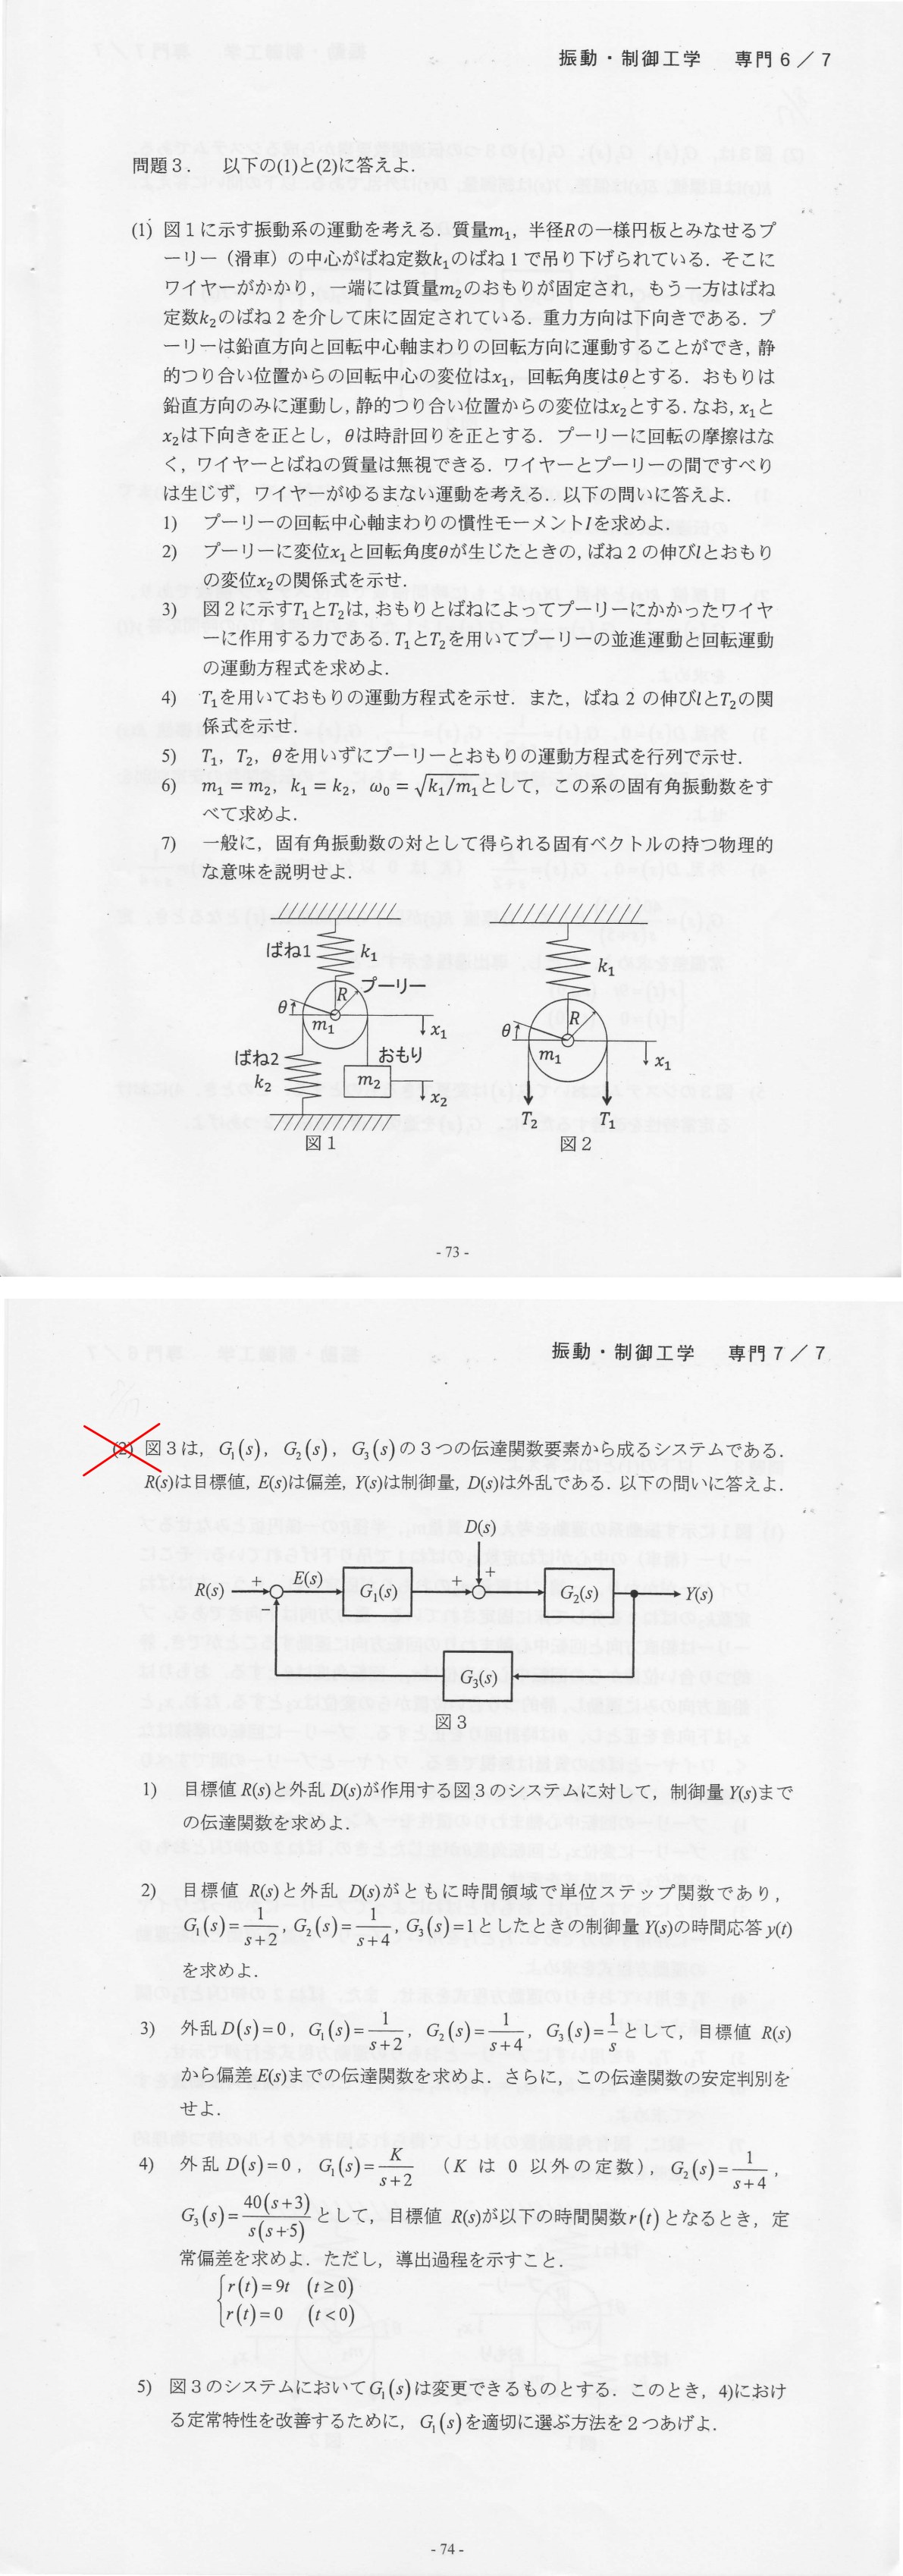 振動・制御工学　専門６／７
問題３．　以下の(1)と(2)に答えよ．
(1) 図１に示す振動系の運動を考える．質量m₁，半径Rの一様円板とみなせるプ
ーリー（滑車）の中心がばね定数k₁のばね１で吊り下げられている．そこに
ワイヤーがかかり，一端には質量m₂のおもりが固定され，もう一方はばね
定数k₂のばね２を介して床に固定されている．重力方向は下向きである．プ
ーリーは鉛直方向と回転中心軸まわりの回転方向に運動することができ，静
的つり合い位置からの回転中心の変位はx₁，回転角度はθとする．おもりは
鉛直方向のみに運動し，静的つり合い位置からの変位はx₂とする．なお，x₁と
x₂は下向きを正とし，θは時計回りを正とする．プーリーに回転の摩擦はな
く，ワイヤーとばねの質量は無視できる．ワイヤーとプーリーの間ですべり
は生じず，ワイヤーがゆるまない運動を考える．以下の問いに答えよ．
1)　プーリーの回転中心軸まわりの慣性モーメントIを求めよ．
2)　プーリーに変位x₁と回転角度θが生じたときの，ばね２の伸びlとおもり
の変位x₂の関係式を示せ．
3)　図２に示すT₁とT₂は，おもりとばねによってプーリーにかかったワイヤ
ーに作用する力である．T₁とT₂を用いてプーリーの並進運動と回転運動
の運動方程式を求めよ．
4)　T₁を用いておもりの運動方程式を示せ．また，ばね２の伸びlとT₂の関
係式を示せ．
5)　T₁，T₂，θを用いずにプーリーとおもりの運動方程式を行列で示せ．
6)　m₁ = m₂，k₁ = k₂，ω₀ = √(k₁/m₁)として，この系の固有角振動数をす
べて求めよ．
7)　一般に，固有角振動数の対として得られる固有ベクトルの持つ物理的
な意味を説明せよ．
ばね1 k₁
プーリー
R
θ
m₁
x₁
ばね2
k₂
おもり
m₂
x₂
図１
k₁
R
θ
m₁
x₁
T₂ T₁
図２
- 73 -
振動・制御工学　専門７／７
(2) 図３は，G₁(s)，G₂(s)，G₃(s)の３つの伝達関数要素から成るシステムである．
R(s)は目標値，E(s)は偏差，Y(s)は制御量，D(s)は外乱である．以下の問いに答えよ．
D(s)
R(s) + E(s) G₁(s) + + G₂(s) Y(s)
−
G₃(s)
図３
1)　目標値 R(s)と外乱 D(s)が作用する図３のシステムに対して，制御量 Y(s)まで
の伝達関数を求めよ．
2)　目標値 R(s)と外乱 D(s)がともに時間領域で単位ステップ関数であり，
G₁(s)=1/(s+2)，G₂(s)=1/(s+4)，G₃(s)=1としたときの制御量 Y(s)の時間応答 y(t)
を求めよ．
3)　外乱 D(s)=0，G₁(s)=1/(s+2)，G₂(s)=1/(s+4)，G₃(s)=1/s として，目標値 R(s)
から偏差 E(s)までの伝達関数を求めよ．さらに，この伝達関数の安定判別を
せよ．
4)　外乱 D(s)=0，G₁(s)=K/(s+2)　（K は 0 以外の定数），G₂(s)=1/(s+4)，
G₃(s)=40(s+3)/s(s+5)として，目標値 R(s)が以下の時間関数 r(t)となるとき，定
常偏差を求めよ．ただし，導出過程を示すこと．
r(t)=9t　(t≥0)
r(t)=0　(t<0)
5)　図３のシステムにおいて G₁(s)は変更できるものとする．このとき，4)におけ
る定常特性を改善するために，G₁(s)を適切に選ぶ方法を２つあげよ．
- 74 -